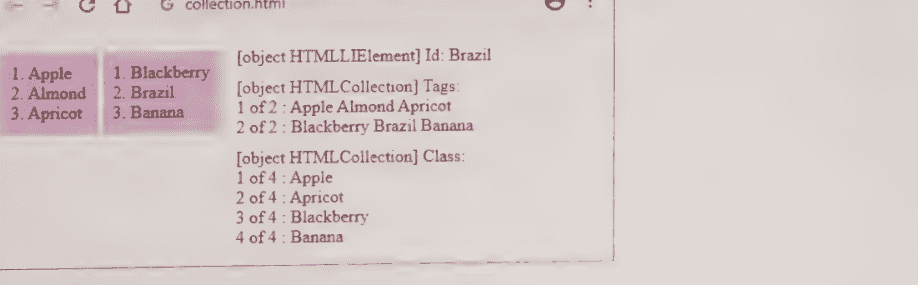 collection.html
1. Apple
2. Almond
3. Apricot
1. Blackberry
2. Brazil
3. Banana
[object HTMLLIElement] Id: Brazil
[object HTMLCollection] Tags:
1 of 2 : Apple Almond Apricot
2 of 2 : Blackberry Brazil Banana
[object HTMLCollection] Class:
1 of 4 : Apple
2 of 4 : Apricot
3 of 4 : Blackberry
4 of 4 : Banana